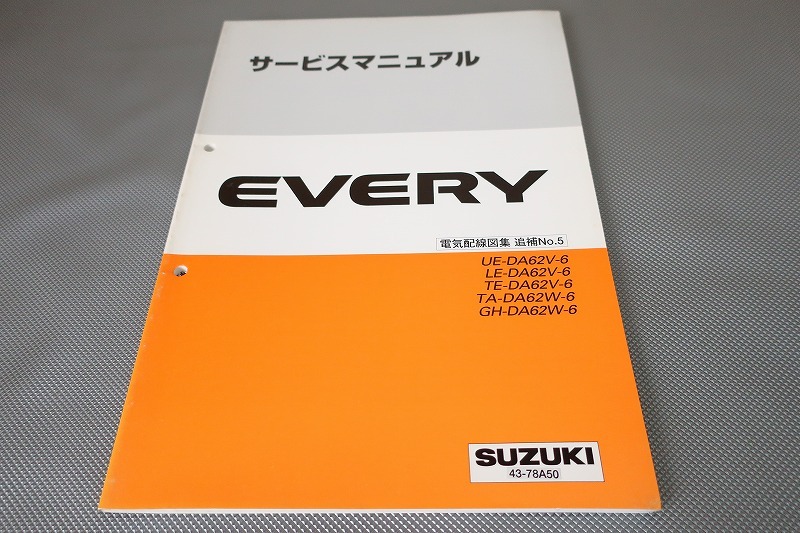 サービスマニュアル
EVERY
電気配線図集 追補No.5
UE-DA62V-6
LE-DA62V-6
TE-DA62V-6
TA-DA62W-6
GH-DA62W-6
SUZUKI
43-78A50